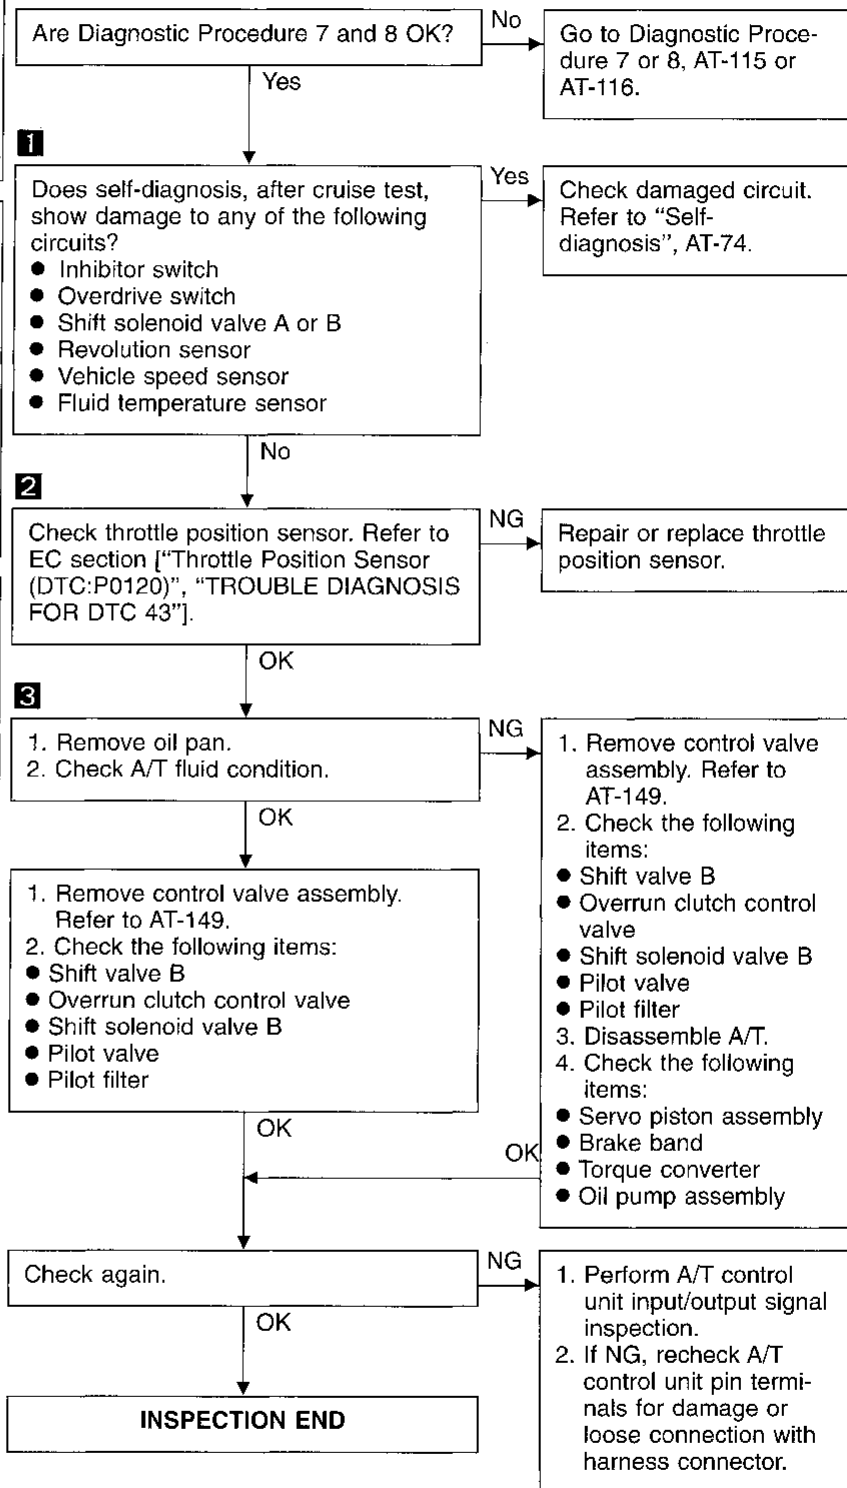 Are Diagnostic Procedure 7 and 8 OK?
No
Go to Diagnostic Proce-
dure 7 or 8, AT-115 or
AT-116.
Yes
1
Does self-diagnosis, after cruise test,
show damage to any of the following
circuits?
● Inhibitor switch
● Overdrive switch
● Shift solenoid valve A or B
● Revolution sensor
● Vehicle speed sensor
● Fluid temperature sensor
Yes
Check damaged circuit.
Refer to “Self-
diagnosis”, AT-74.
No
2
Check throttle position sensor. Refer to
EC section [“Throttle Position Sensor
(DTC:P0120)”, “TROUBLE DIAGNOSIS
FOR DTC 43”].
NG
Repair or replace throttle
position sensor.
OK
3
1. Remove oil pan.
2. Check A/T fluid condition.
NG
1. Remove control valve
assembly. Refer to
AT-149.
2. Check the following
items:
● Shift valve B
● Overrun clutch control
valve
● Shift solenoid valve B
● Pilot valve
● Pilot filter
3. Disassemble A/T.
4. Check the following
items:
● Servo piston assembly
● Brake band
● Torque converter
● Oil pump assembly
OK
1. Remove control valve assembly.
Refer to AT-149.
2. Check the following items:
● Shift valve B
● Overrun clutch control valve
● Shift solenoid valve B
● Pilot valve
● Pilot filter
OK
OK
Check again.
NG
1. Perform A/T control
unit input/output signal
inspection.
2. If NG, recheck A/T
control unit pin termi-
nals for damage or
loose connection with
harness connector.
OK
INSPECTION END